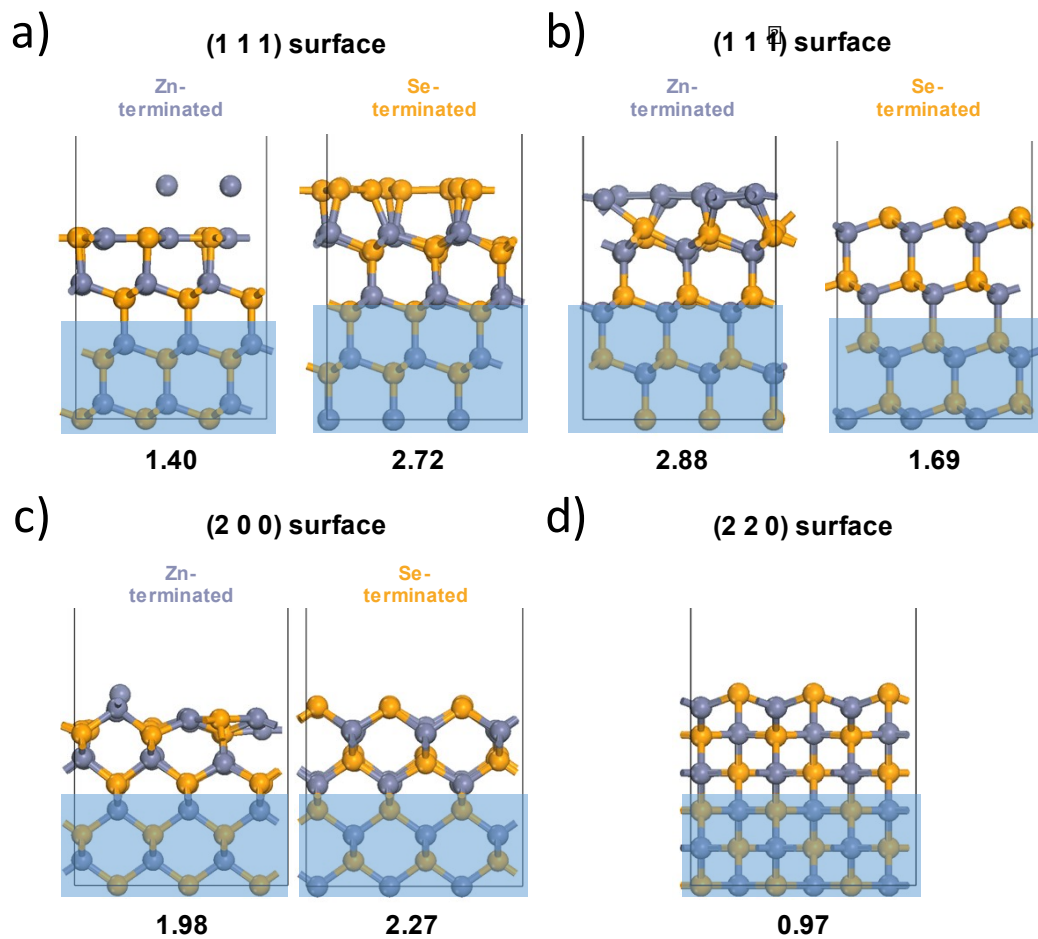 a)
(1 1 1) surface
Zn-
terminated
Se-
terminated
1.40
2.72
b)
(1 1 1̄) surface
Zn-
terminated
Se-
terminated
2.88
1.69
c)
(2 0 0) surface
Zn-
terminated
Se-
terminated
1.98
2.27
d)
(2 2 0) surface
0.97